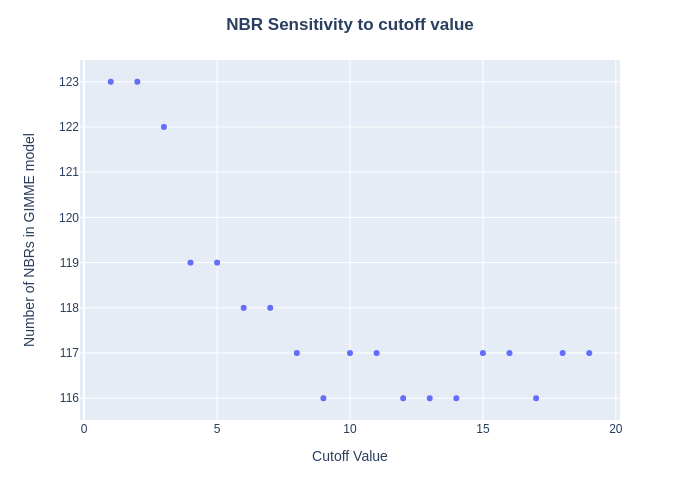 NBR Sensitivity to cutoff value
Number of NBRs in GIMME model
123
122
121
120
119
118
117
116
0 5 10 15 20
Cutoff Value